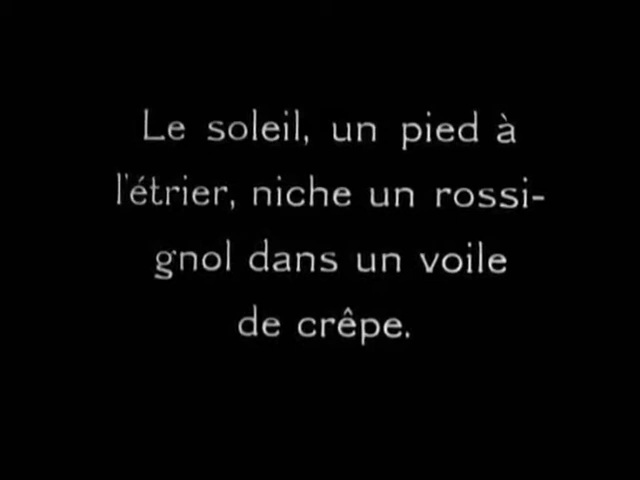 Le soleil, un pied à
l'étrier, niche un rossi-
gnol dans un voile
de crêpe.